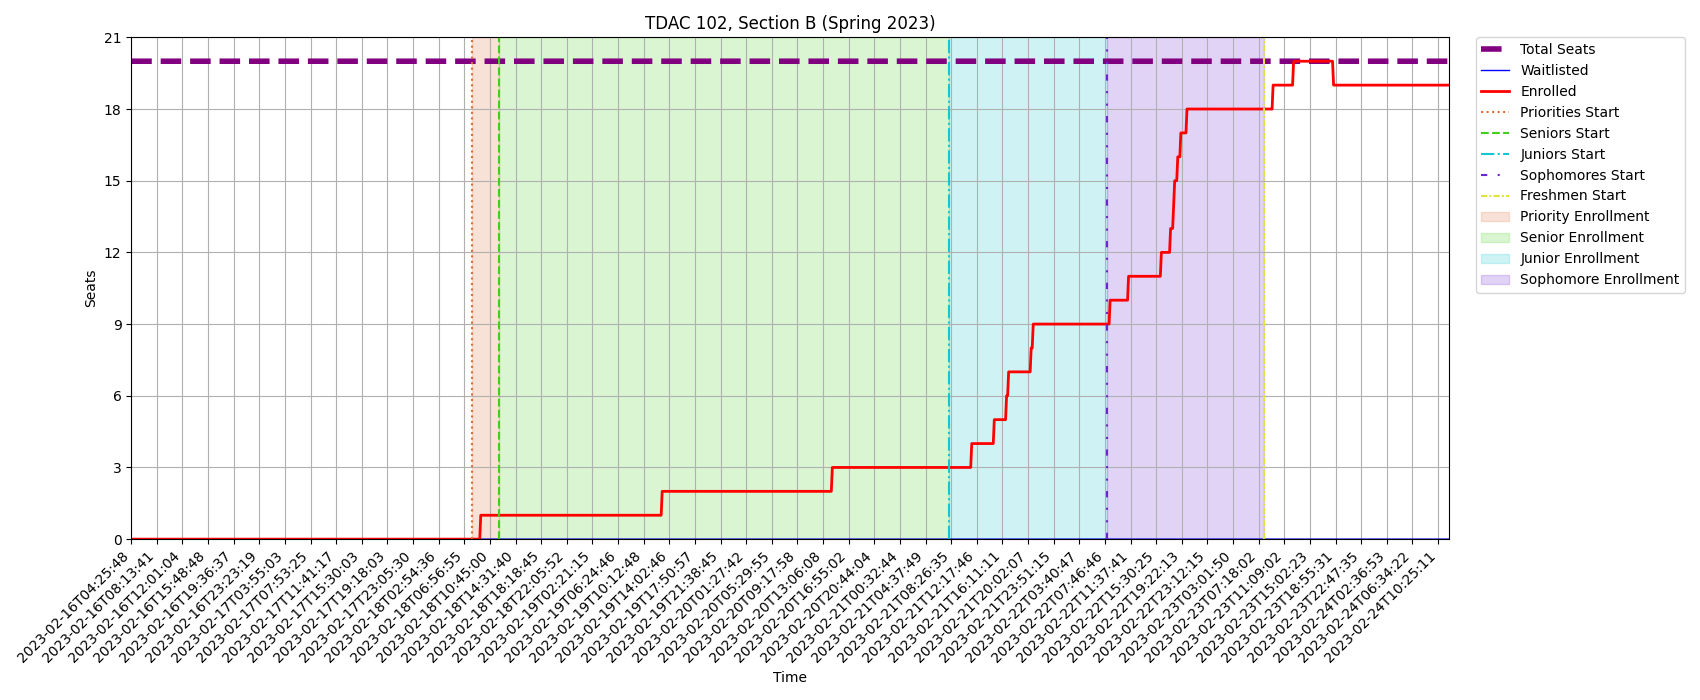 TDAC 102, Section B (Spring 2023)
21
18
15
12
9
6
3
0
Seats
2023-02-16T04:25:48
2023-02-16T08:13:41
2023-02-16T12:01:04
2023-02-16T15:48:48
2023-02-16T19:36:37
2023-02-16T23:23:19
2023-02-17T03:55:03
2023-02-17T07:53:25
2023-02-17T11:41:17
2023-02-17T15:30:03
2023-02-17T19:18:03
2023-02-17T23:05:30
2023-02-18T02:54:36
2023-02-18T06:56:55
2023-02-18T10:45:00
2023-02-18T14:31:40
2023-02-18T18:18:45
2023-02-18T22:05:52
2023-02-19T02:21:15
2023-02-19T06:24:46
2023-02-19T10:12:48
2023-02-19T14:02:46
2023-02-19T17:50:57
2023-02-19T21:38:45
2023-02-20T01:27:42
2023-02-20T05:29:55
2023-02-20T09:17:58
2023-02-20T13:06:08
2023-02-20T16:55:02
2023-02-20T20:44:04
2023-02-21T00:32:44
2023-02-21T04:37:49
2023-02-21T08:26:35
2023-02-21T12:17:46
2023-02-21T16:11:11
2023-02-21T20:02:07
2023-02-21T23:51:15
2023-02-22T03:40:47
2023-02-22T07:46:46
2023-02-22T11:37:41
2023-02-22T15:30:25
2023-02-22T19:22:13
2023-02-22T23:12:15
2023-02-23T03:01:50
2023-02-23T07:18:02
2023-02-23T11:09:02
2023-02-23T15:02:23
2023-02-23T18:55:31
2023-02-23T22:47:35
2023-02-24T02:36:53
2023-02-24T06:34:22
2023-02-24T10:25:11
Time
Total Seats
Waitlisted
Enrolled
Priorities Start
Seniors Start
Juniors Start
Sophomores Start
Freshmen Start
Priority Enrollment
Senior Enrollment
Junior Enrollment
Sophomore Enrollment